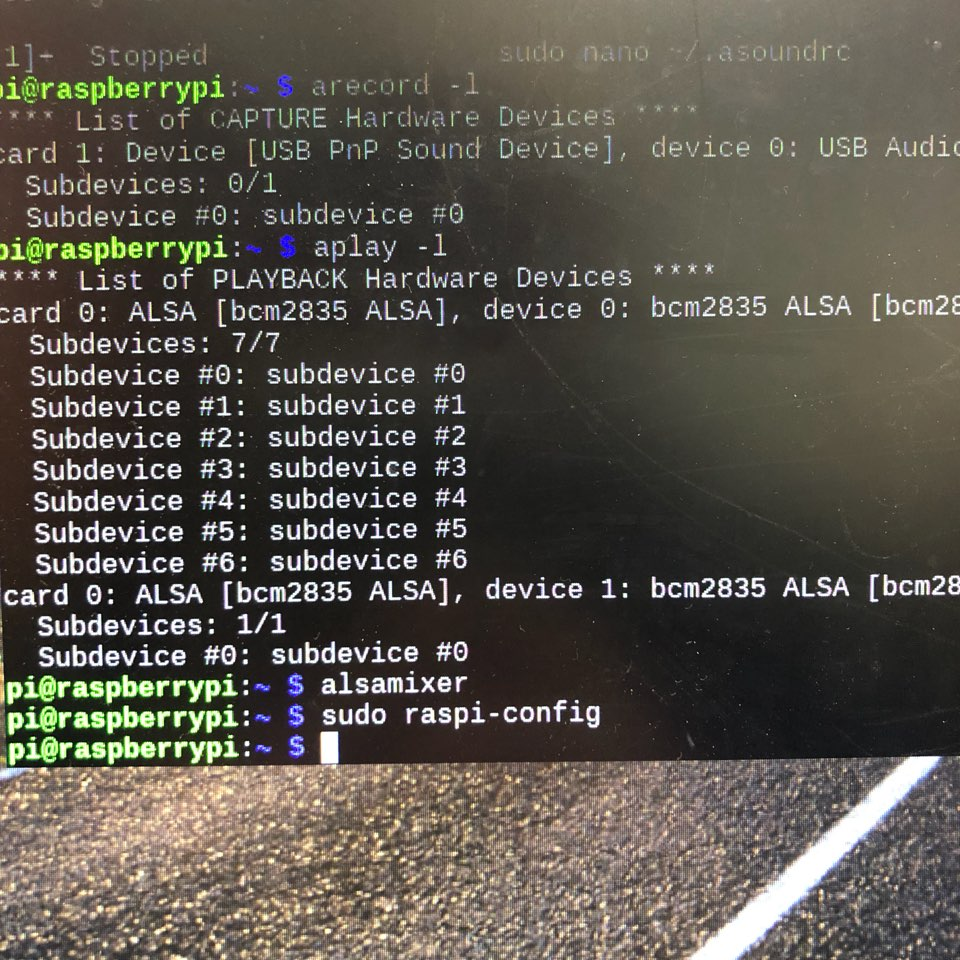 1]+  Stopped                 sudo nano ~/.asoundrc
pi@raspberrypi:~ $ arecord -l
**** List of CAPTURE Hardware Devices ****
card 1: Device [USB PnP Sound Device], device 0: USB Audio
  Subdevices: 0/1
  Subdevice #0: subdevice #0
pi@raspberrypi:~ $ aplay -l
**** List of PLAYBACK Hardware Devices ****
card 0: ALSA [bcm2835 ALSA], device 0: bcm2835 ALSA [bcm28
  Subdevices: 7/7
  Subdevice #0: subdevice #0
  Subdevice #1: subdevice #1
  Subdevice #2: subdevice #2
  Subdevice #3: subdevice #3
  Subdevice #4: subdevice #4
  Subdevice #5: subdevice #5
  Subdevice #6: subdevice #6
card 0: ALSA [bcm2835 ALSA], device 1: bcm2835 ALSA [bcm28
  Subdevices: 1/1
  Subdevice #0: subdevice #0
pi@raspberrypi:~ $ alsamixer
pi@raspberrypi:~ $ sudo raspi-config
pi@raspberrypi:~ $